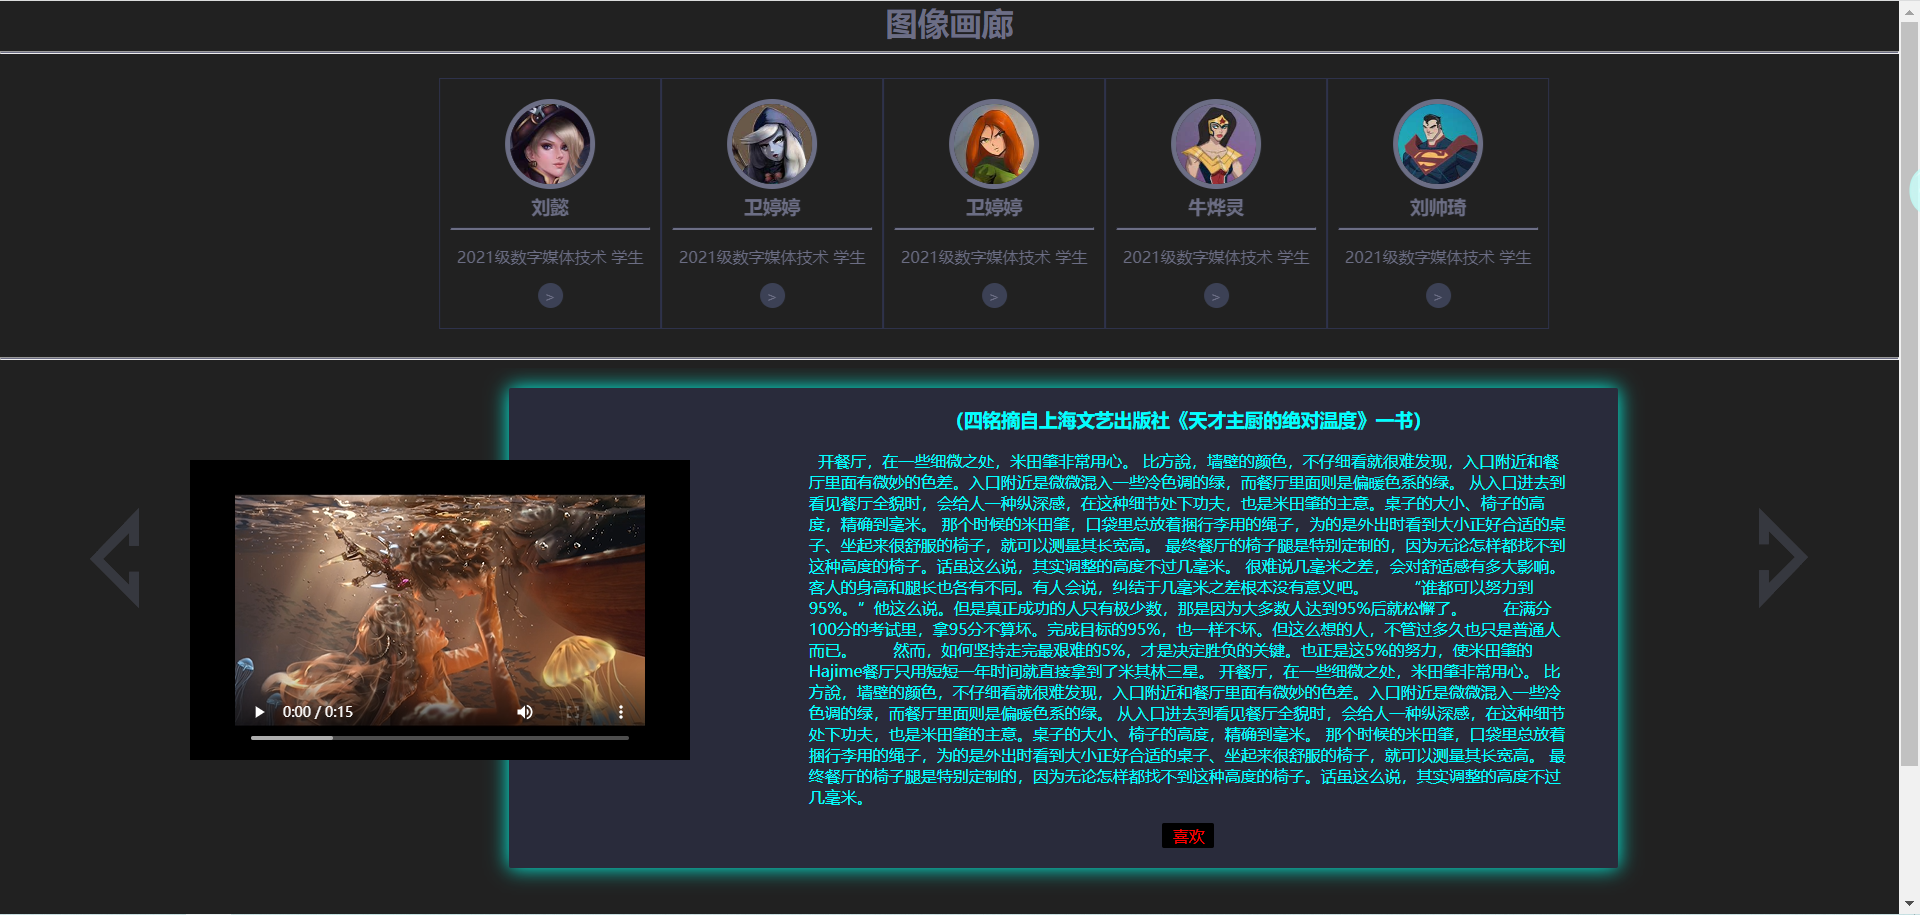 图像画廊
刘懿
卫婷婷
卫婷婷
牛烨灵
刘帅琦
2021级数字媒体技术 学生
2021级数字媒体技术 学生
2021级数字媒体技术 学生
2021级数字媒体技术 学生
2021级数字媒体技术 学生
>
>
>
>
>
（四铭摘自上海文艺出版社《天才主厨的绝对温度》一书）
开餐厅，在一些细微之处，米田肇非常用心。 比方說，墙壁的颜色，不仔细看就很难发现，入口附近和餐
厅里面有微妙的色差。入口附近是微微混入一些冷色调的绿，而餐厅里面则是偏暖色系的绿。 从入口进去到
看见餐厅全貌时，会给人一种纵深感，在这种细节处下功夫，也是米田肇的主意。桌子的大小、椅子的高
度，精确到毫米。 那个时候的米田肇，口袋里总放着捆行李用的绳子，为的是外出时看到大小正好合适的桌
子、坐起来很舒服的椅子，就可以测量其长宽高。 最终餐厅的椅子腿是特别定制的，因为无论怎样都找不到
这种高度的椅子。话虽这么说，其实调整的高度不过几毫米。 很难说几毫米之差，会对舒适感有多大影响。
客人的身高和腿长也各有不同。有人会说，纠结于几毫米之差根本没有意义吧。 “谁都可以努力到
95%。”他这么说。但是真正成功的人只有极少数，那是因为大多数人达到95%后就松懈了。 在满分
100分的考试里，拿95分不算坏。完成目标的95%，也一样不坏。但这么想的人，不管过多久也只是普通人
而已。 然而，如何坚持走完最艰难的5%，才是决定胜负的关键。也正是这5%的努力，使米田肇的
Hajime餐厅只用短短一年时间就直接拿到了米其林三星。 开餐厅，在一些细微之处，米田肇非常用心。 比
方說，墙壁的颜色，不仔细看就很难发现，入口附近和餐厅里面有微妙的色差。入口附近是微微混入一些冷
色调的绿，而餐厅里面则是偏暖色系的绿。 从入口进去到看见餐厅全貌时，会给人一种纵深感，在这种细节
处下功夫，也是米田肇的主意。桌子的大小、椅子的高度，精确到毫米。 那个时候的米田肇，口袋里总放着
捆行李用的绳子，为的是外出时看到大小正好合适的桌子、坐起来很舒服的椅子，就可以测量其长宽高。 最
终餐厅的椅子腿是特别定制的，因为无论怎样都找不到这种高度的椅子。话虽这么说，其实调整的高度不过
几毫米。
0:00 / 0:15
喜欢